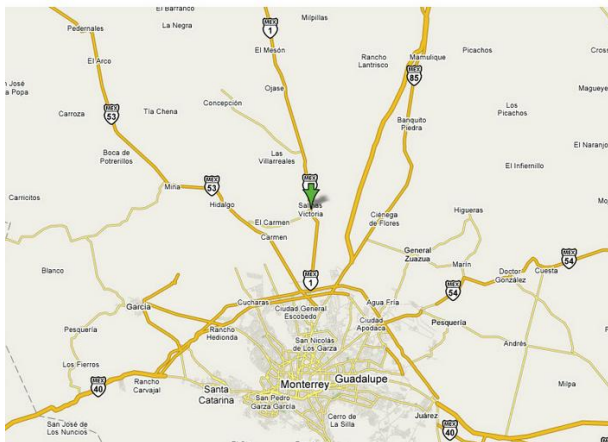 El Barranco
La Negra
Milpillas
Pedernales
MEX
1
El Mesón
Rancho
Lantrisco
Mamulique
Picachos
El Arco
MEX
85
San José
Ojase
MEX
53
Carroza
Tía Chena
Concepción
Banquito
Piedra
Los
Picachos
El Naranjo
Boca de
Potrerillos
Las
Villarreales
El Infiernillo
Mina
MEX
53
Hidalgo
Carricitos
Victoria
El Carmen
Carmen
Ciénega
de Flores
Higueras
General
Zuazua
Marín
MEX
54
Blanco
Doctor
González
Cuesta
MEX
1
MEX
54
García
Cucharas
Ciudad General
Escobedo
Agua Fría
Ciudad
Apodaca
Pesquería
Pesquería
Rancho
Hedionda
San Nicolás
de Los Garza
Andrés
Los Fierros
Rancho
Carvajal
MEX
40
Santa
Catarina
Monterrey
Guadalupe
Milpa
San Pedro
Garza García
Cerro de
La Silla
Juárez
MEX
40
San José de
Los Nuncios